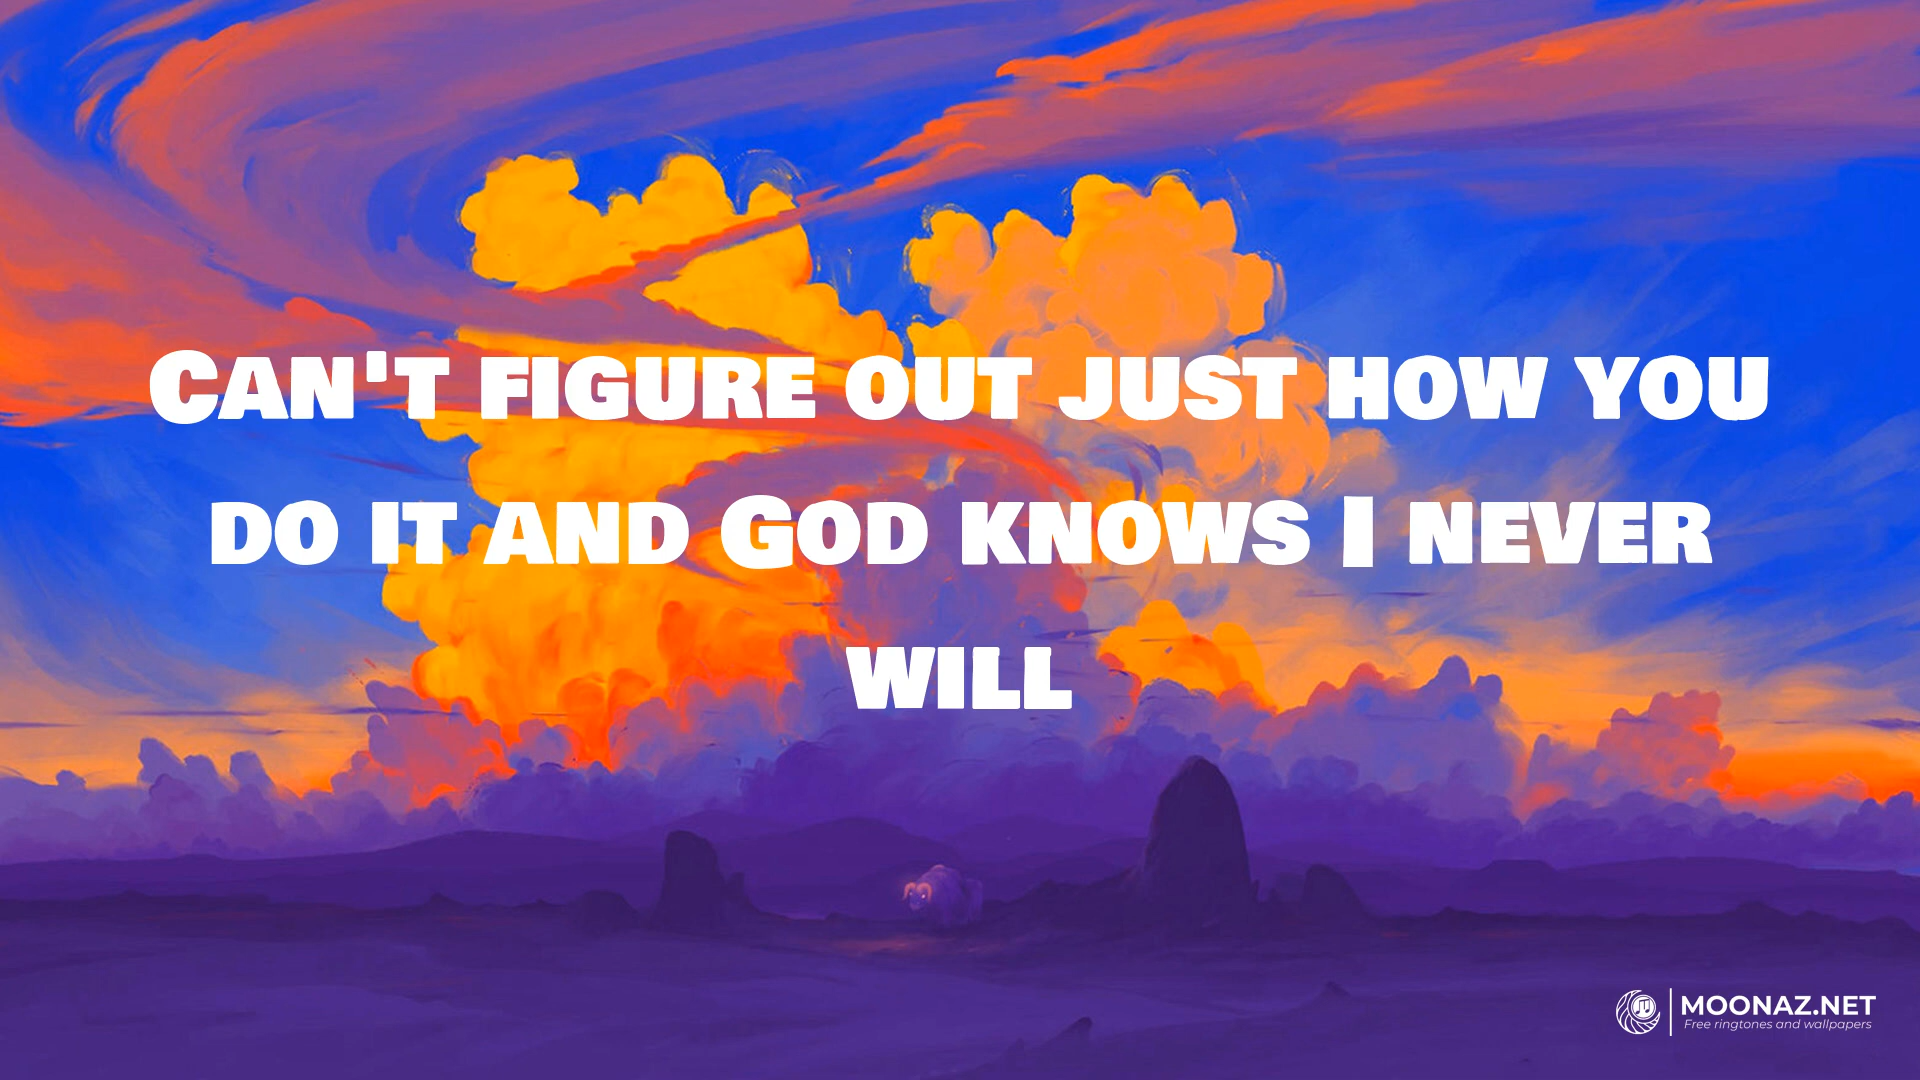 Can't figure out just how you
do it and God knows I never
will
MOONAZ.NET
Free ringtones and wallpapers